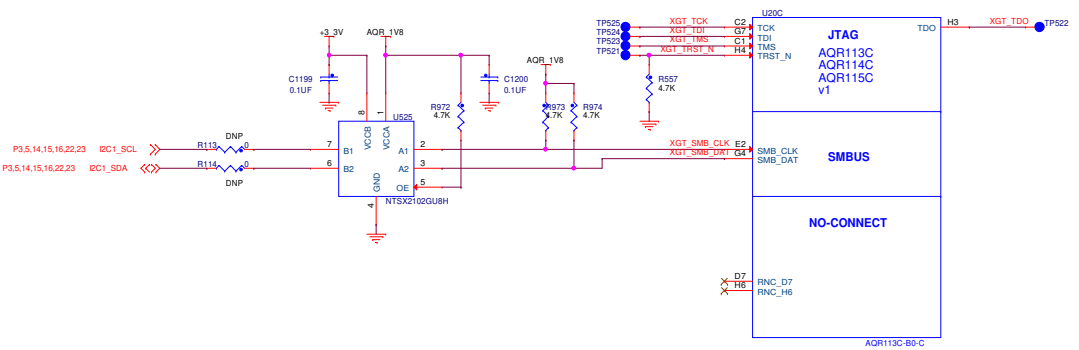 U20C
TP525 XGT_TCK C2 TCK
TP524 XGT_TDI G7 TDI
TP523 XGT_TMS C1 TMS
TP521 XGT_TRST_N H4 TRST_N
JTAG
AQR113C
AQR114C
AQR115C
v1
TDO H3 XGT_TDO TP522
+3_3V
AQR_1V8
AQR_1V8
C1199
0.1UF
C1200
0.1UF
R972
4.7K
R973
4.7K
R974
4.7K
R557
4.7K
U525
8 VCCB
1 VCCA
DNP
P3,5,14,15,16,22,23 I2C1_SCL R113 0 7 B1 A1 2
P3,5,14,15,16,22,23 I2C1_SDA R114 0 6 B2 A2 3
DNP
GND 4
OE 5
NTSX2102GU8H
XGT_SMB_CLK E2 SMB_CLK
XGT_SMB_DAT G4 SMB_DAT
SMBUS
NO-CONNECT
D7 RNC_D7
H6 RNC_H6
AQR113C-B0-C